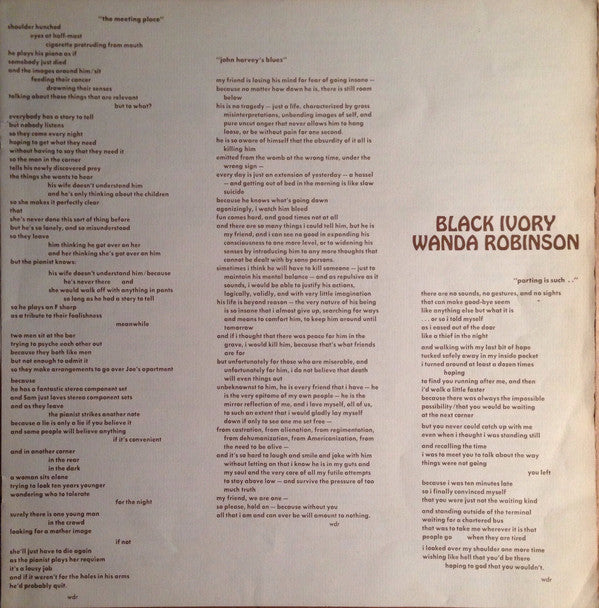 "the meeting place"
shoulder hunched
eyes at half-mast
cigarette protruding from mouth
he plays his piano as if
somebody just died
and the images around him/sit
feeding their cancer
drowning their senses
talking about those things that are relevant
but to what?
everybody has a story to tell
but nobody listens
so they come every night
hoping to get what they need
without having to say that they need it
so the man in the corner
tells his newly discovered prey
the things she wants to hear
his wife doesn't understand him
and he's only thinking about the children
so she makes it perfectly clear
that
she's never done this sort of thing before
but he's so lonely, and so misunderstood
so they leave
him thinking he got over on her
and her thinking she's got over on him
but the pianist knows:
his wife doesn't understand him/because
he's never there and
she would walk off with anything in pants
so long as he had a story to tell
so he plays an F sharp
as a tribute to their foolishness
meanwhile
two men sit at the bar
trying to psyche each other out
because they both like men
but not enough to admit it
so they make arrangements to go over Joe's apartment
because
he has a fantastic stereo component set
and Sam just loves stereo component sets
and as they leave
the pianist strikes another note
because a lie is only a lie if you believe it
and some people will believe anything
if it's convenient
and in another corner
in the rear
in the dark
a woman sits alone
trying to look ten years younger
wondering who to tolerate
for the night
surely there is one young man
in the crowd
looking for a mother image
if not
she'll just have to die again
as the pianist plays her requiem
it's a lousy job
and if it weren't for the holes in his arms
he'd probably quit.
wdr
"john harvey's blues"
my friend is losing his mind for fear of going insane —
because no matter how down he is, there is still room
below
his is no tragedy — just a life, characterized by gross
misinterpretations, unbending images of self, and
pure uncut anger that never allows him to hang
loose, or be without pain for one second.
he is so aware of himself that the absurdity of it all is
killing him
emitted from the womb of the wrong time, under the
wrong sign —
every day is just an extension of yesterday — a hassel
— and getting out of bed in the morning is like slow
suicide
because he knows what's going down
agonizingly, i watch him bleed
fun comes hard, and good times not at all
and there are so many things i could tell him, but he is
my friend, and i can see no good in expanding his
consciousness to one more level, or to widening his
senses by introducing him to any more thoughts that
cannot be dealt with by sane persons.
sometimes i think he will have to kill someone — just to
maintain his mental balance — and as repulsive as it
sounds, i would be able to justify his actions,
logically, validly, and with very little imagination
his life is beyond reason — the very nature of his being
is so insane that i almost give up, searching for ways
and means to comfort him, to keep him around until
tomorrow
and if i thought that there was peace for him in the
grave, i would kill him, because that's what friends
are for
but unfortunately for those who are miserable, and
unfortunately for him, i do not believe that death
will even things out
unbeknownst to him, he is every friend that i have — he
is the very epitome of my own people — he is the
mirror reflection of me, and i love myself, all of us,
to such an extent that i would gladly lay myself
down if only to see one me set free —
from castration, from alienation, from regimentation,
from dehumanization, from Americanization, from
the need to be alive —
and it's so hard to laugh and smile and joke with him
without letting on that i know he is in my guts and
my soul and the very core of all my futile attempts
to stay above low — and survive the pressure of too
much truth
my friend, we are one —
so please, hold on — because without you
all that i am and can ever be will amount to nothing.
wdr
BLACK IVORY
WANDA ROBINSON
"parting is such . ."
there are no sounds, no gestures, and no sights
that can make good-bye seem
like anything else but what it is
. . . or so i told myself
as i eased out of the door
like a thief in the night
and walking with my last bit of hope
tucked safely away in my inside pocket
i turned around at least a dozen times
hoping
to find you running after me, and then
i'd walk a little faster
because there was always the impossible
possibility/that you would be waiting
at the next corner
but you never could catch up with me
even when i thought i was standing still
and recalling the time
i was to meet you to talk about the way
things were not going
you left
because i was ten minutes late
so i finally convinced myself
that you were just not the waiting kind
and standing outside of the terminal
waiting for a chartered bus
that was to take me wherever it is that
people go when they are tired
i looked over my shoulder one more time
wishing like hell that you'd be there
hoping to god that you wouldn't.
wdr